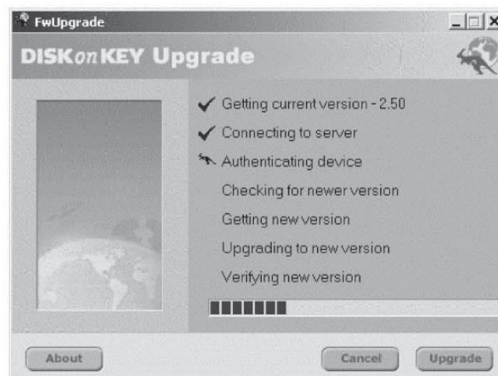 FwUpgrade
DISKonKEY Upgrade
Getting current version - 2.50
Connecting to server
Authenticating device
Checking for newer version
Getting new version
Upgrading to new version
Verifying new version
About
Cancel
Upgrade